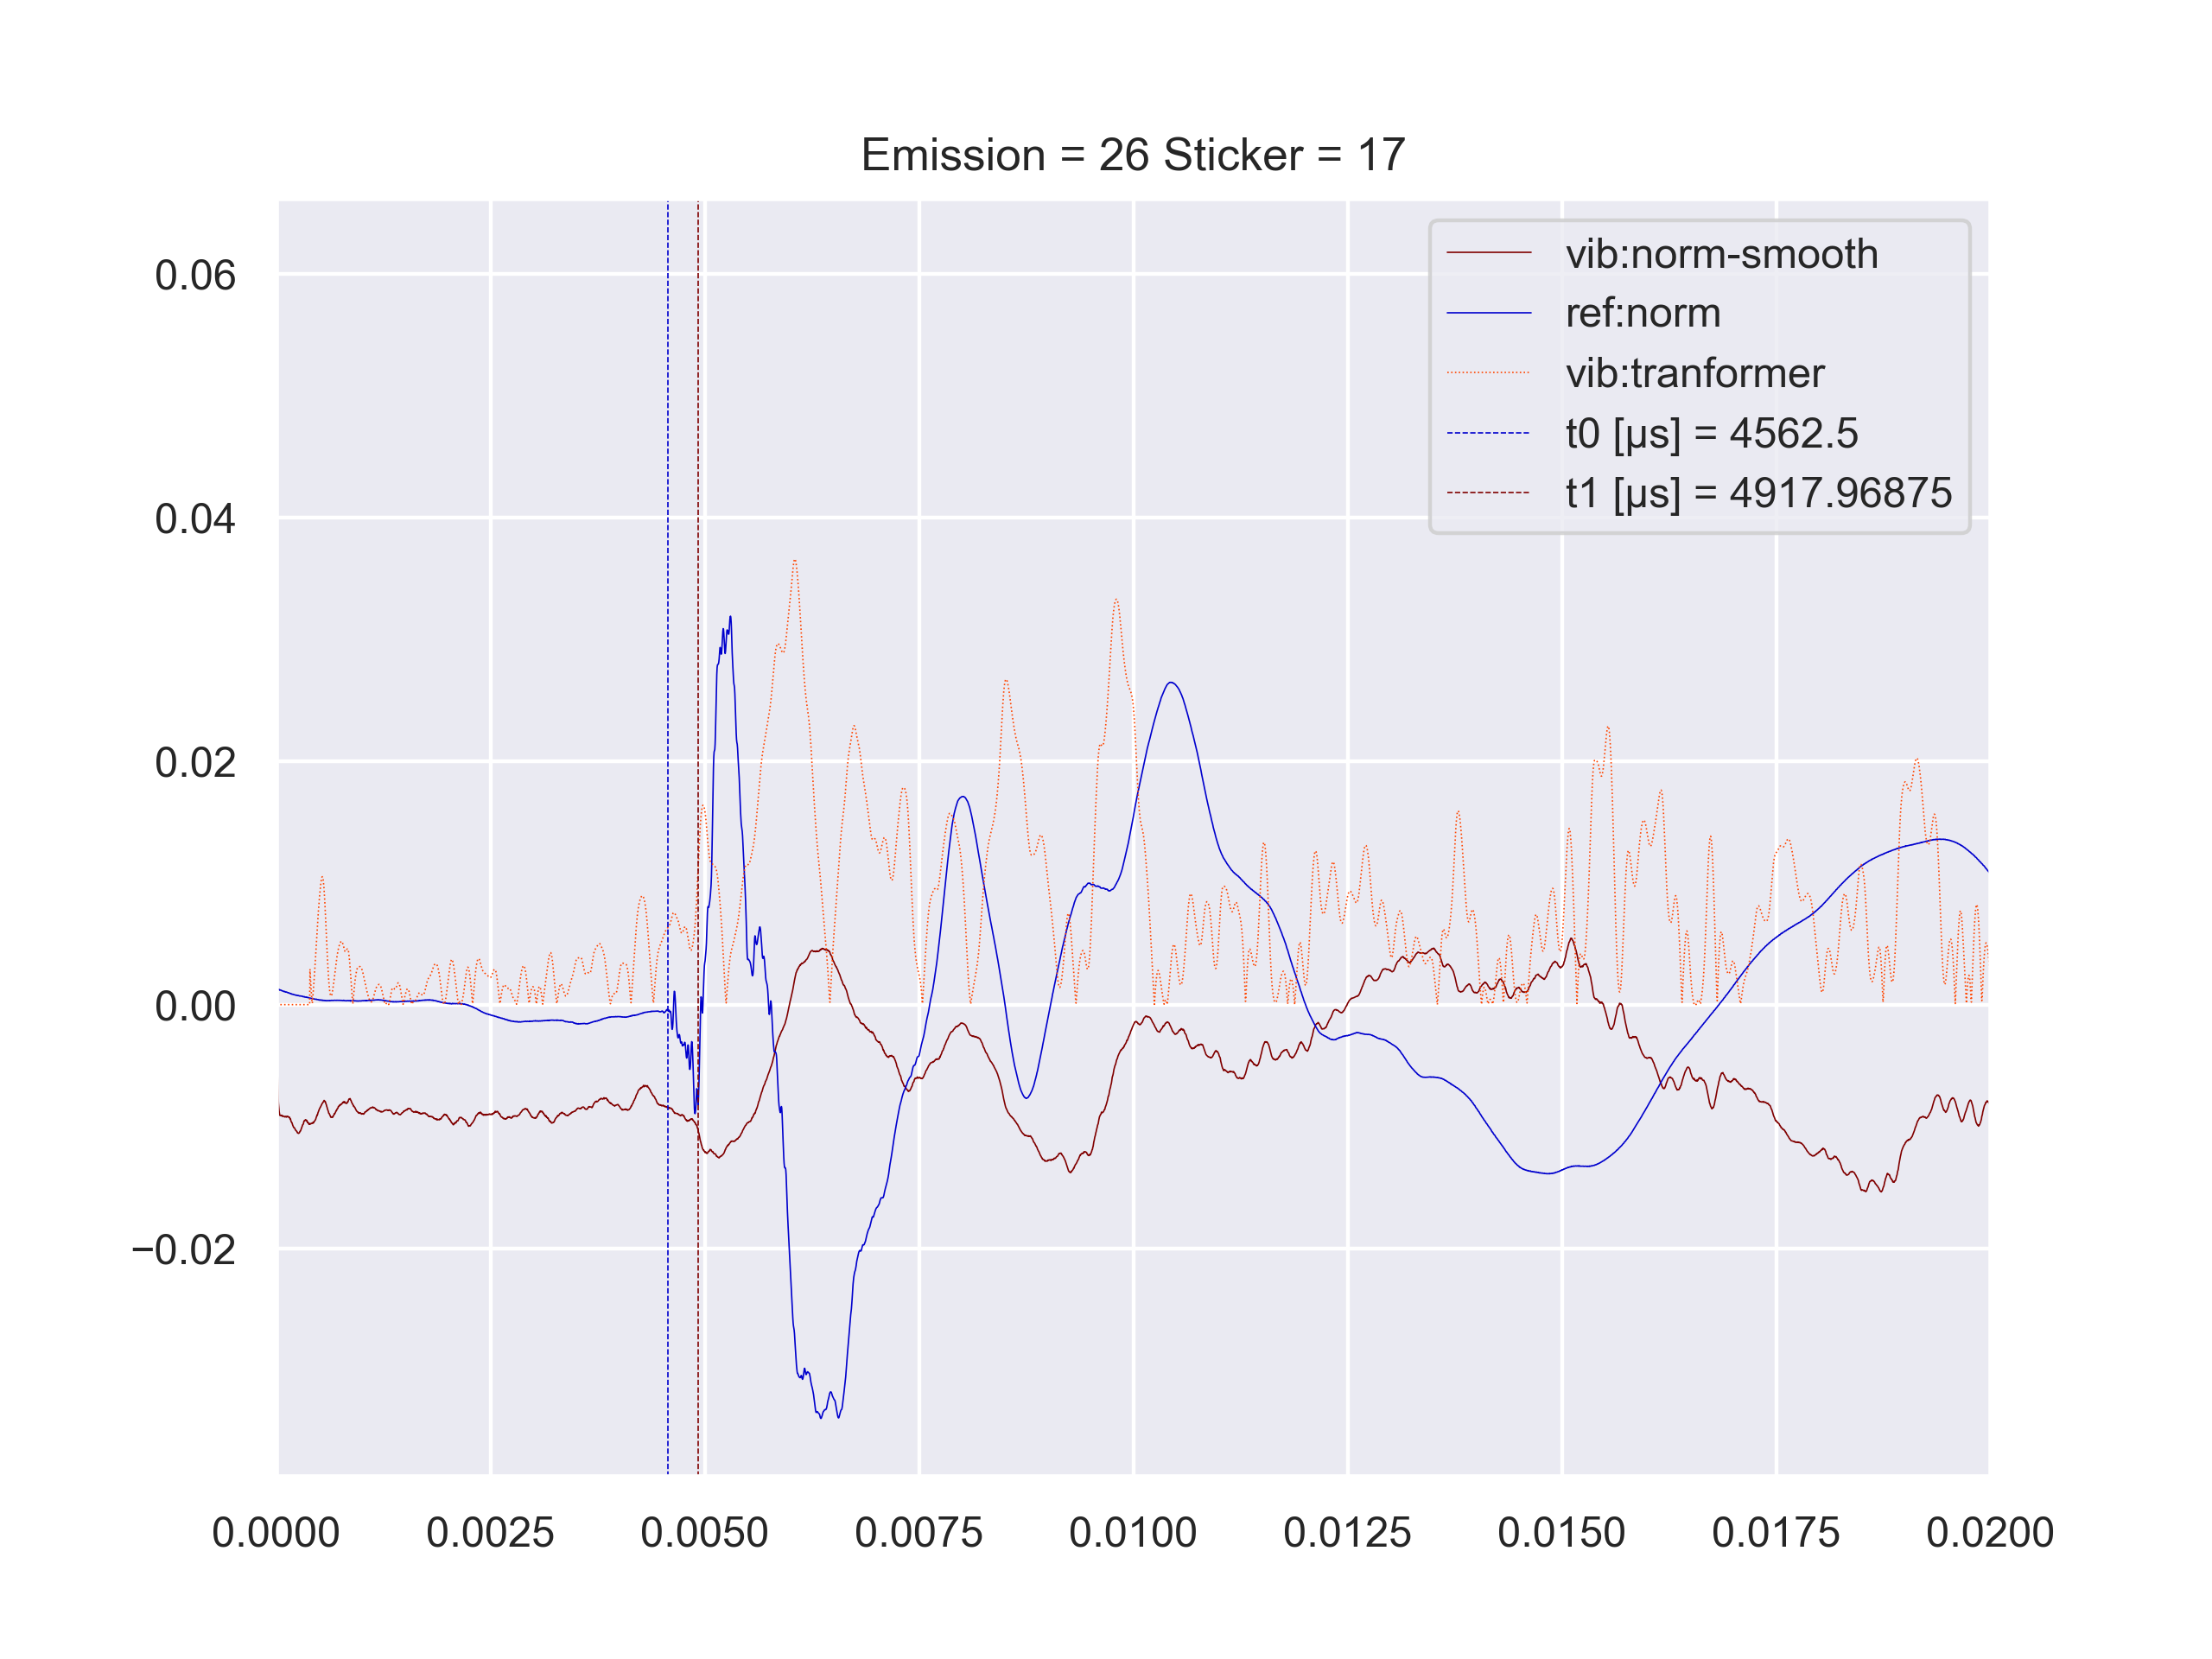 Emission = 26 Sticker = 17
vib:norm-smooth
ref:norm
vib:tranformer
t0 [µs] = 4562.5
t1 [µs] = 4917.96875
0.06
0.04
0.02
0.00
−0.02
0.0000 0.0025 0.0050 0.0075 0.0100 0.0125 0.0150 0.0175 0.0200